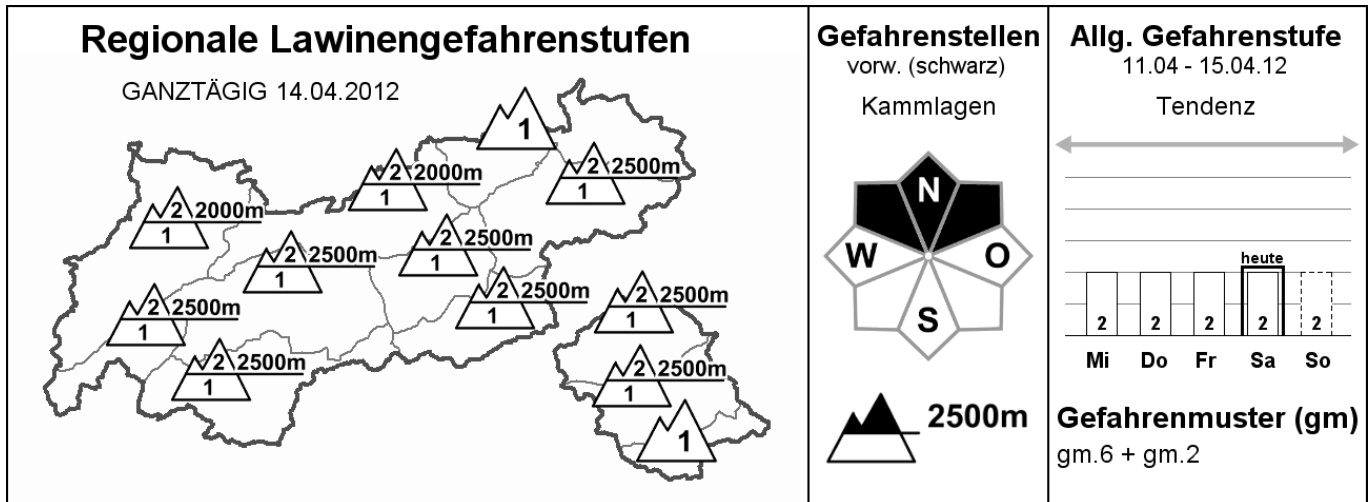 Regionale Lawinengefahrenstufen
GANZTÄGIG 14.04.2012
1
2 2500m
1
2 2000m
1
2 2000m
1
2 2500m
1
2 2500m
1
2 2500m
1
2 2500m
1
2 2500m
1
2 2500m
1
2 2500m
1
1
Gefahrenstellen
vorw. (schwarz)
Kammlagen
N
W O
S
2500m
Allg. Gefahrenstufe
11.04 - 15.04.12
Tendenz
heute
2 2 2 2 2
Mi Do Fr Sa So
Gefahrenmuster (gm)
gm.6 + gm.2